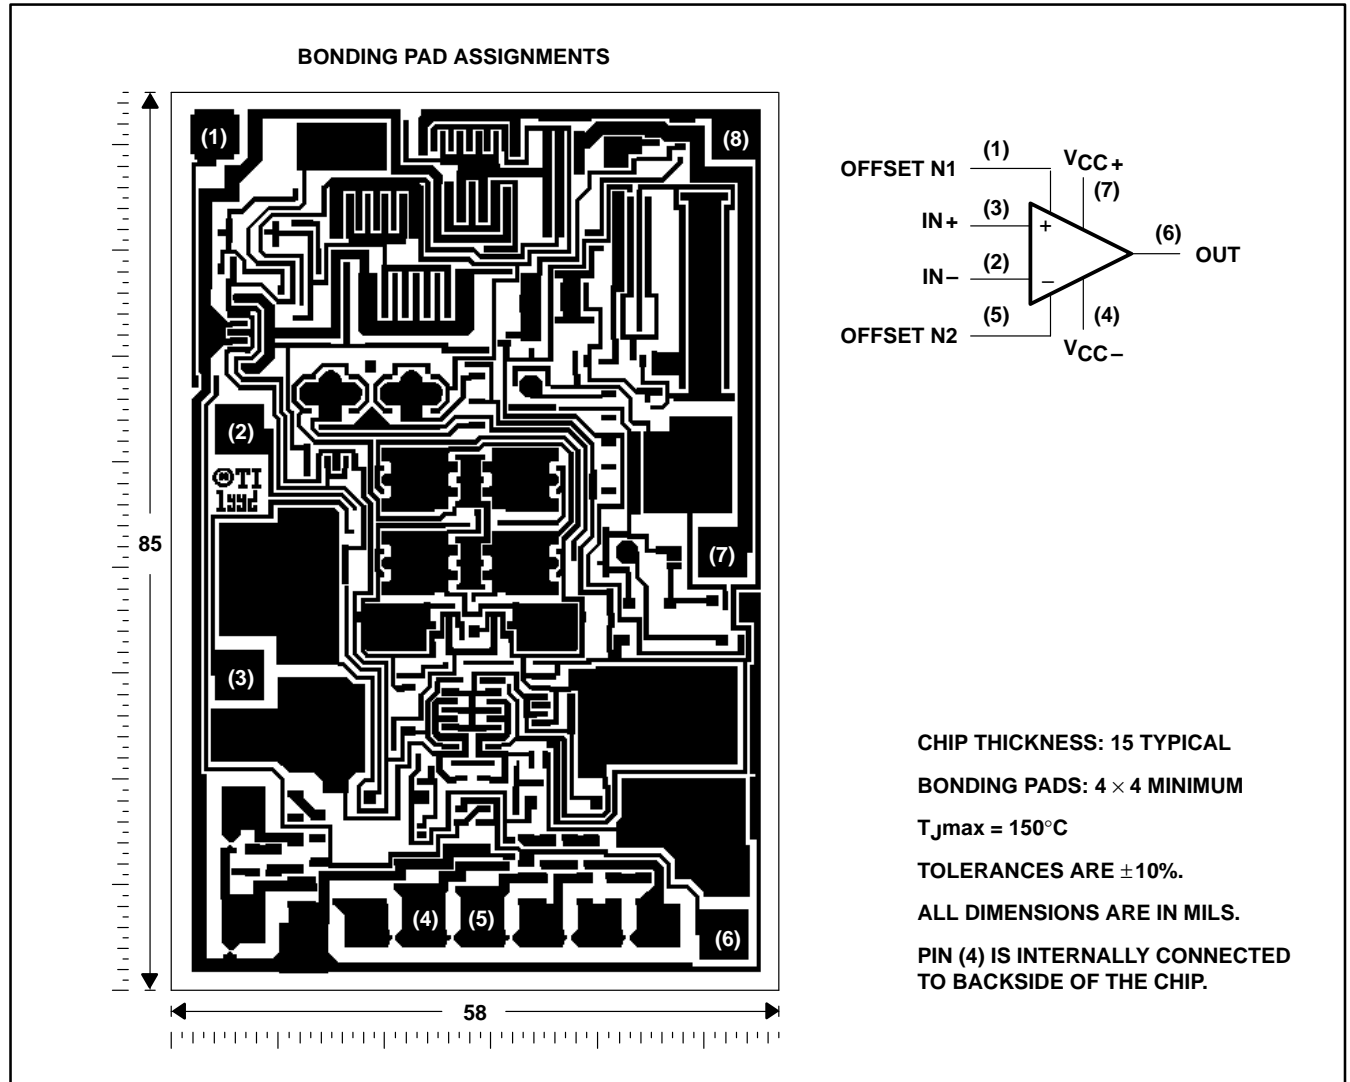 BONDING PAD ASSIGNMENTS
(1)
(8)
(2)
©TI
(7)
(3)
(4)
(5)
(6)
85
58
OFFSET N1
(1)
VCC+
(7)
IN+
(3)
+
(6)
OUT
IN−
(2)
−
(5)
(4)
OFFSET N2
VCC−
CHIP THICKNESS: 15 TYPICAL
BONDING PADS: 4 × 4 MINIMUM
TJmax = 150°C
TOLERANCES ARE ±10%.
ALL DIMENSIONS ARE IN MILS.
PIN (4) IS INTERNALLY CONNECTED
TO BACKSIDE OF THE CHIP.